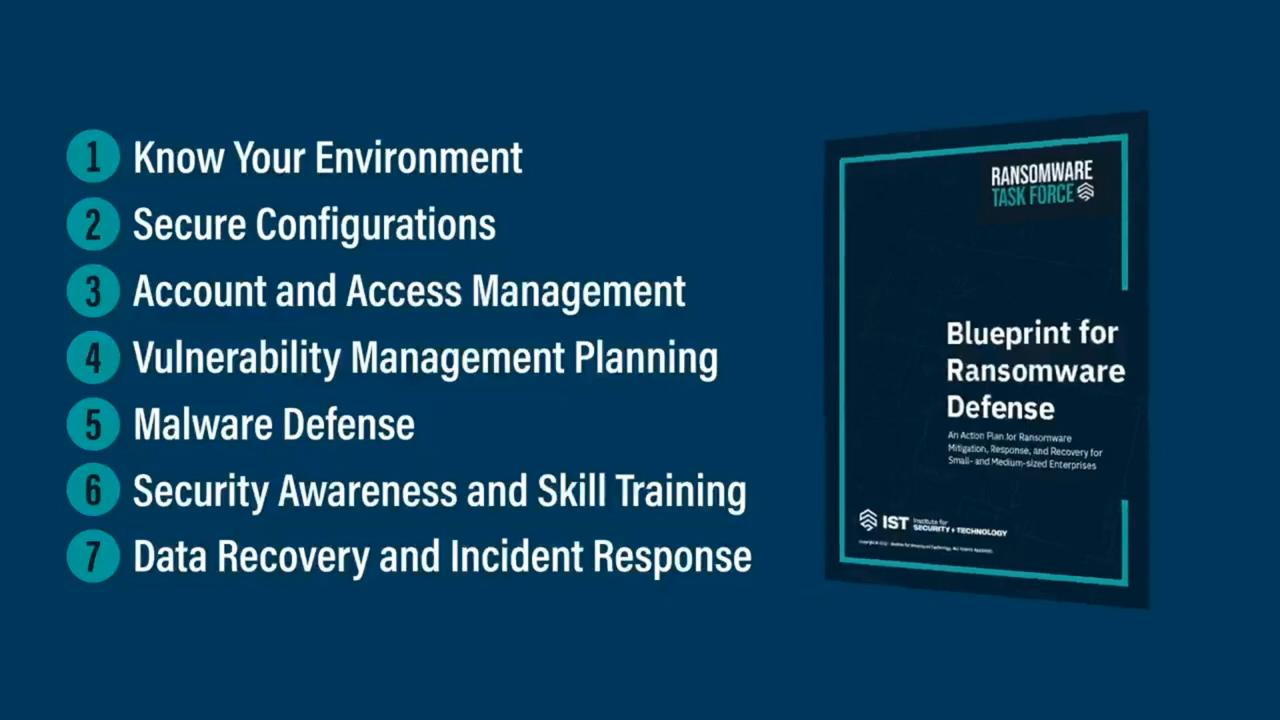 1 Know Your Environment
2 Secure Configurations
3 Account and Access Management
4 Vulnerability Management Planning
5 Malware Defense
6 Security Awareness and Skill Training
7 Data Recovery and Incident Response
RANSOMWARE
TASK FORCE
Blueprint for
Ransomware
Defense
An Action Plan for Ransomware
Mitigation, Response, and Recovery for
Small- and Medium-sized Enterprises
IST Institute for
SECURITY + TECHNOLOGY